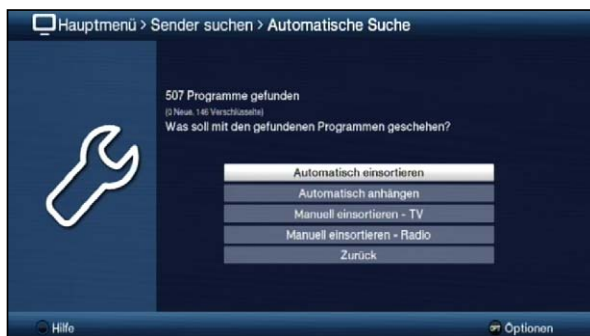 Hauptmenü > Sender suchen > Automatische Suche
507 Programme gefunden
(0 Neue, 146 Verschlüsselte)
Was soll mit den gefundenen Programmen geschehen?
Automatisch einsortieren
Automatisch anhängen
Manuell einsortieren - TV
Manuell einsortieren - Radio
Zurück
Hilfe
OPT Optionen